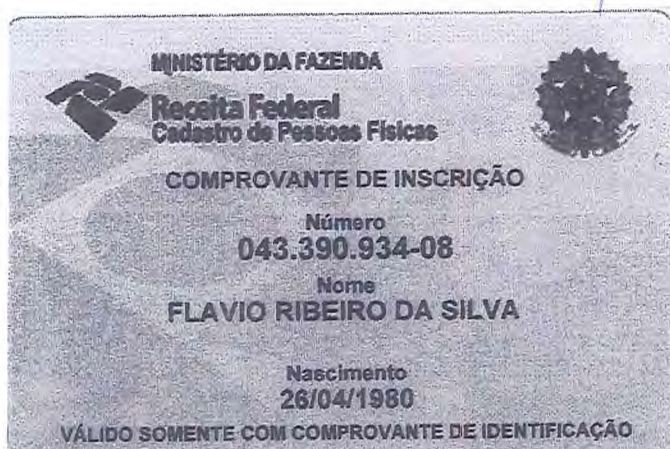 MINISTÉRIO DA FAZENDA
Receita Federal
Cadastro de Pessoas Físicas
COMPROVANTE DE INSCRIÇÃO
Número
043.390.934-08
Nome
FLAVIO RIBEIRO DA SILVA
Nascimento
26/04/1980
VÁLIDO SOMENTE COM COMPROVANTE DE IDENTIFICAÇÃO